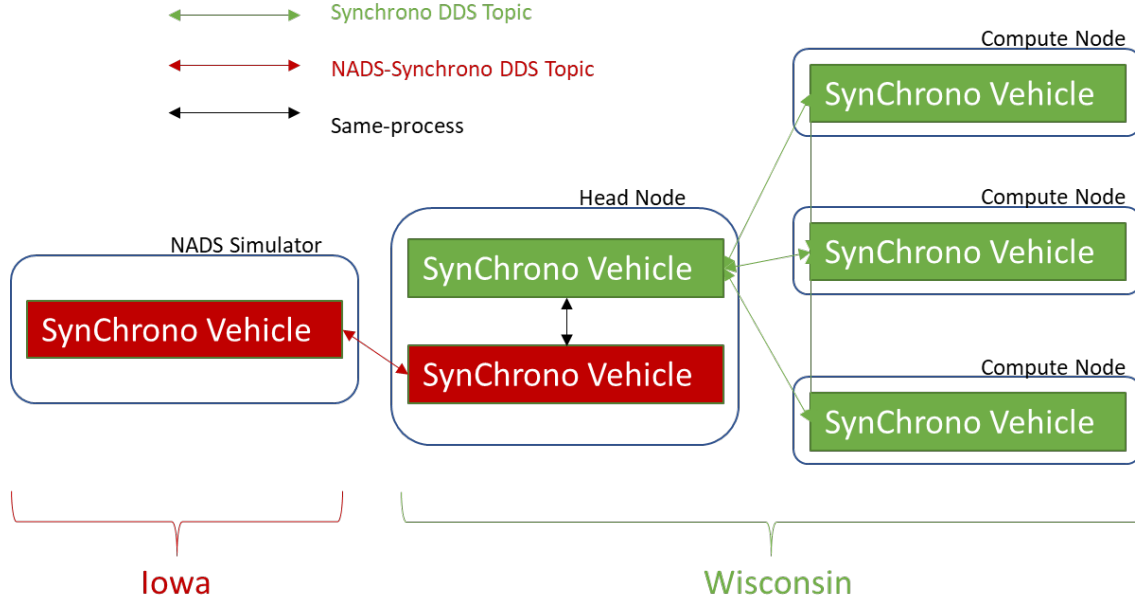 Synchrono DDS Topic
NADS-Synchrono DDS Topic
Same-process
Compute Node
SynChrono Vehicle
Head Node
Compute Node
NADS Simulator
SynChrono Vehicle
SynChrono Vehicle
SynChrono Vehicle
SynChrono Vehicle
Compute Node
SynChrono Vehicle
Iowa
Wisconsin